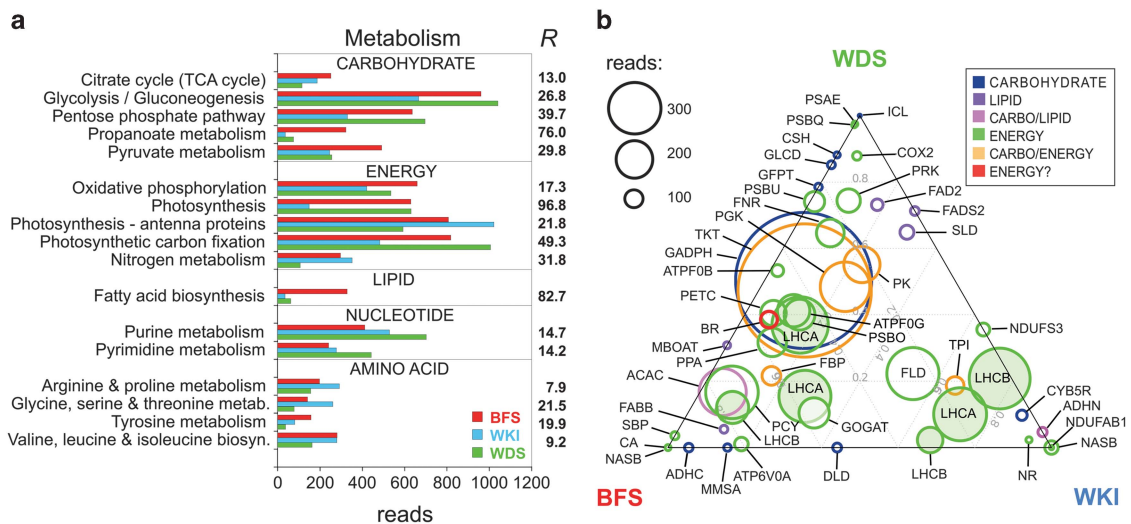 a
Metabolism
R
CARBOHYDRATE
Citrate cycle (TCA cycle) 13.0
Glycolysis / Gluconeogenesis 26.8
Pentose phosphate pathway 39.7
Propanoate metabolism 76.0
Pyruvate metabolism 29.8
ENERGY
Oxidative phosphorylation 17.3
Photosynthesis 96.8
Photosynthesis - antenna proteins 21.8
Photosynthetic carbon fixation 49.3
Nitrogen metabolism 31.8
LIPID
Fatty acid biosynthesis 82.7
NUCLEOTIDE
Purine metabolism 14.7
Pyrimidine metabolism 14.2
AMINO ACID
Arginine & proline metabolism 7.9
Glycine, serine & threonine metab. 21.5
Tyrosine metabolism 19.9
Valine, leucine & isoleucine biosyn. 9.2
BFS
WKI
WDS
0 200 400 600 800 1000 1200
reads
b
WDS
reads:
300
200
100
CARBOHYDRATE
LIPID
CARBO/LIPID
ENERGY
CARBO/ENERGY
ENERGY?
PSAE
ICL
PSBQ
CSH
COX2
GLCD
PRK
GFPT
0.8
FAD2
PSBU
FADS2
FNR
SLD
PGK
TKT
GADPH
ATPF0B
PK
PETC
0.2
ATPF0G
BR
PSBO
NDUFS3
LHCA
MBOAT
0.4
TPI
PPA
FBP
ACAC
0.2
FLD
0.6
LHCB
LHCA
CYB5R
FABB
ADHN
SBP
PCY
GOGAT
0.8
NDUFAB1
CA
LHCB
NASB
NASB
ADHC
MMSA
ATP6V0A
DLD
LHCB
NR
LHCA
BFS
WKI